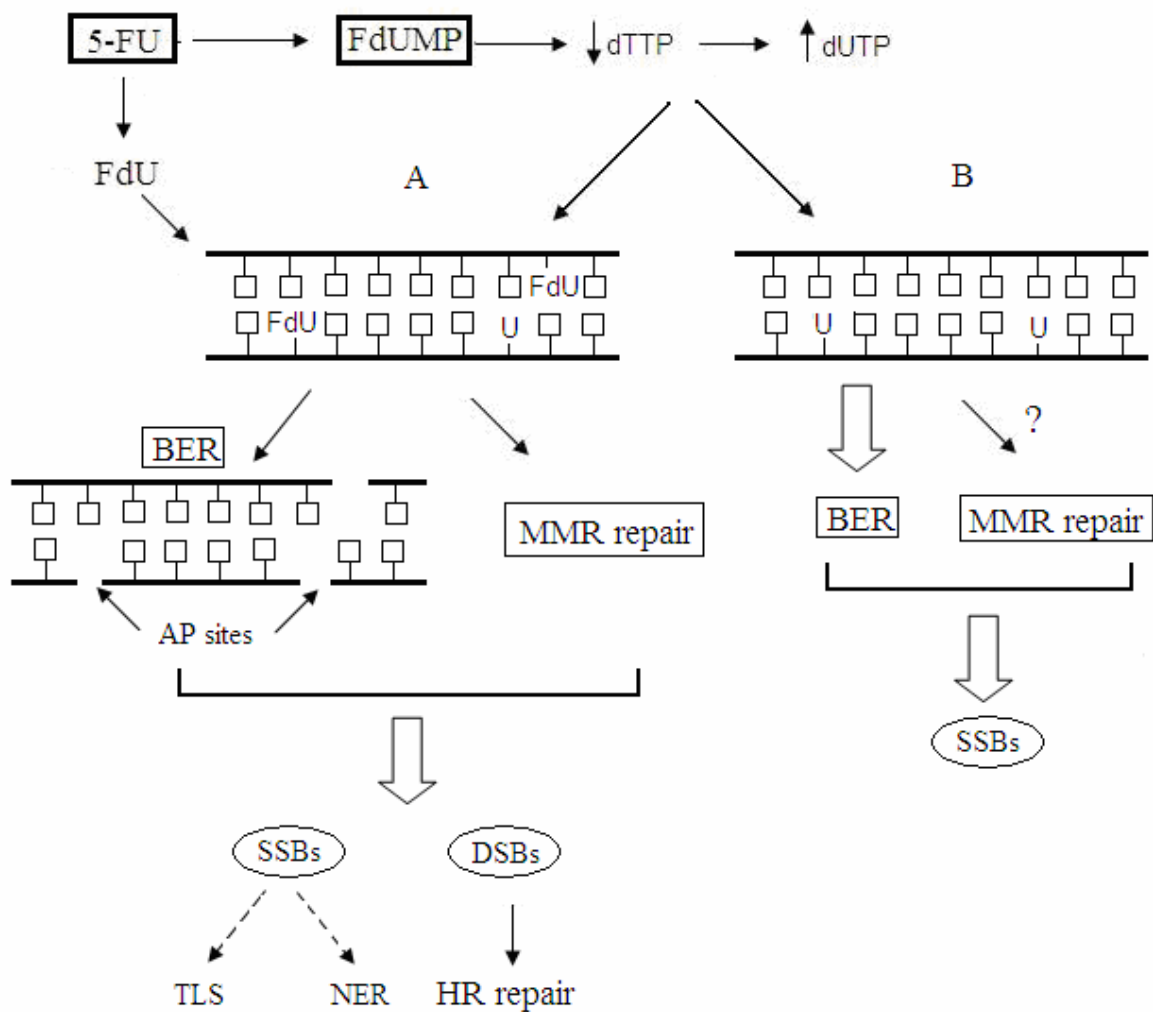 5-FU FdUMP dTTP dUTP
FdU A B
FdU
FdU U U U
BER ?
MMR repair BER MMR repair
AP sites
SSBs
SSBs DSBs
TLS NER HR repair